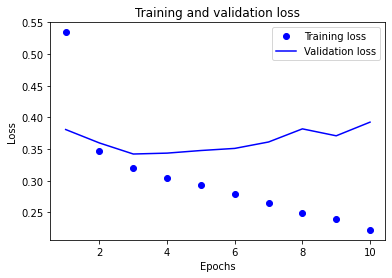 Training and validation loss
Training loss
Validation loss
Loss
0.55
0.50
0.45
0.40
0.35
0.30
0.25
2
4
6
8
10
Epochs